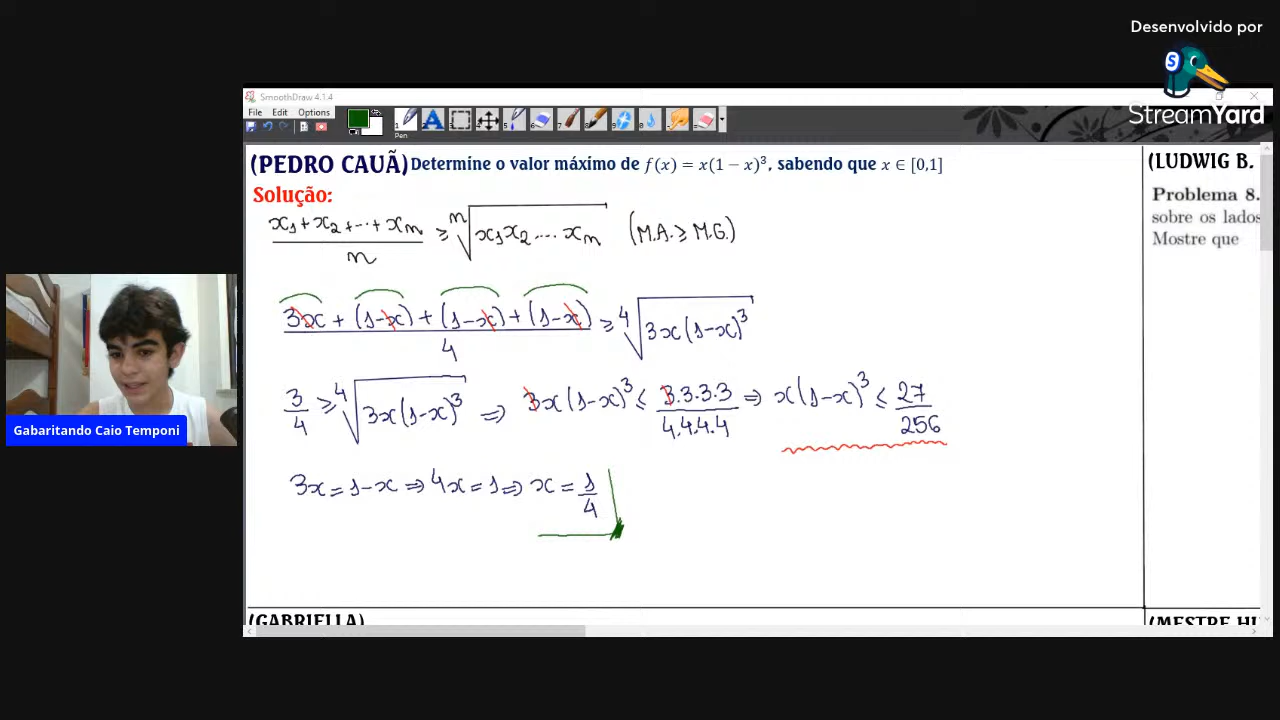 Desenvolvido por
StreamYard
SmoothDraw 4.1.4
File Edit Options
Pen
(PEDRO CAUÃ) Determine o valor máximo de f(x) = x(1 − x)³, sabendo que x ∈ [0,1]
Solução:
(x₁ + x₂ + ... + xₙ)/n ≥ ⁿ√(x₁x₂ .... xₙ) (M.A. ≥ M.G.)
(3x + (1−x) + (1−x) + (1−x))/4 ≥ ⁴√(3x(1−x)³)
3/4 ≥ ⁴√(3x(1−x)³) ⇒ 3x(1−x)³ ≤ (3.3.3.3)/(4.4.4.4) ⇒ x(1−x)³ ≤ 27/256
3x = 1−x ⇒ 4x = 1 ⇒ x = 1/4
(GABRIELLA)
(LUDWIG B.
Problema 8.
sobre os lados
Mostre que
(MESTRE HI
Gabaritando Caio Temponi